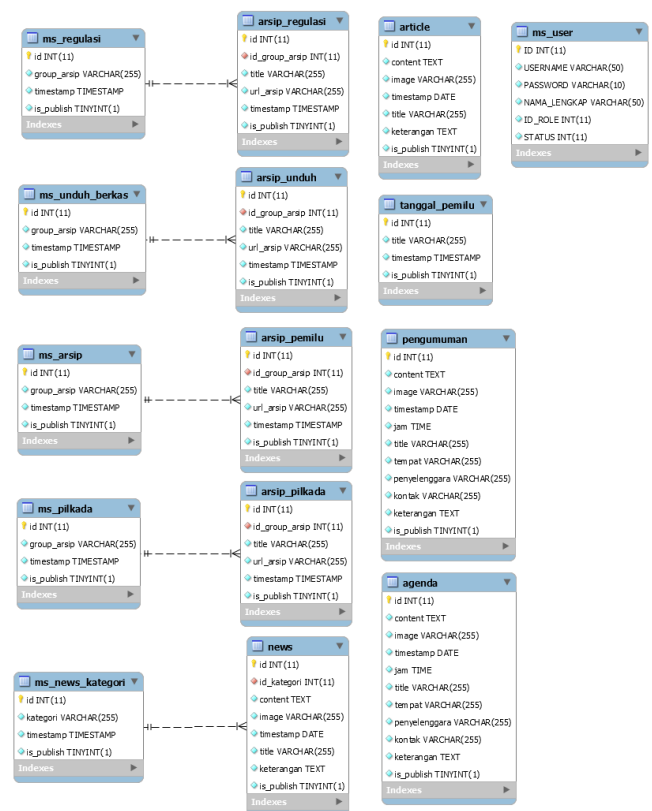 ms_regulasi
id INT(11)
group_arsip VARCHAR(255)
timestamp TIMESTAMP
is_publish TINYINT(1)
Indexes
arsip_regulasi
id INT(11)
id_group_arsip INT(11)
title VARCHAR(255)
url_arsip VARCHAR(255)
timestamp TIMESTAMP
is_publish TINYINT(1)
Indexes
article
id INT(11)
content TEXT
image VARCHAR(255)
timestamp DATE
title VARCHAR(255)
keterangan TEXT
is_publish TINYINT(1)
Indexes
ms_user
ID INT(11)
USERNAME VARCHAR(50)
PASSWORD VARCHAR(10)
NAMA_LENGKAP VARCHAR(50)
ID_ROLE INT(11)
STATUS INT(11)
Indexes
ms_unduh_berkas
id INT(11)
group_arsip VARCHAR(255)
timestamp TIMESTAMP
is_publish TINYINT(1)
Indexes
arsip_unduh
id INT(11)
id_group_arsip INT(11)
title VARCHAR(255)
url_arsip VARCHAR(255)
timestamp TIMESTAMP
is_publish TINYINT(1)
Indexes
tanggal_pemilu
id INT(11)
title VARCHAR(255)
timestamp TIMESTAMP
is_publish TINYINT(1)
Indexes
ms_arsip
id INT(11)
group_arsip VARCHAR(255)
timestamp TIMESTAMP
is_publish TINYINT(1)
Indexes
arsip_pemilu
id INT(11)
id_group_arsip INT(11)
title VARCHAR(255)
url_arsip VARCHAR(255)
timestamp TIMESTAMP
is_publish TINYINT(1)
Indexes
pengumuman
id INT(11)
content TEXT
image VARCHAR(255)
timestamp DATE
jam TIME
title VARCHAR(255)
tempat VARCHAR(255)
penyelenggara VARCHAR(255)
kontak VARCHAR(255)
keterangan TEXT
is_publish TINYINT(1)
Indexes
ms_pilkada
id INT(11)
group_arsip VARCHAR(255)
timestamp TIMESTAMP
is_publish TINYINT(1)
Indexes
arsip_pilkada
id INT(11)
id_group_arsip INT(11)
title VARCHAR(255)
url_arsip VARCHAR(255)
timestamp TIMESTAMP
is_publish TINYINT(1)
Indexes
agenda
id INT(11)
content TEXT
image VARCHAR(255)
timestamp DATE
jam TIME
title VARCHAR(255)
tempat VARCHAR(255)
penyelenggara VARCHAR(255)
kontak VARCHAR(255)
keterangan TEXT
is_publish TINYINT(1)
Indexes
ms_news_kategori
id INT(11)
kategori VARCHAR(255)
timestamp TIMESTAMP
is_publish TINYINT(1)
Indexes
news
id INT(11)
id_kategori INT(11)
content TEXT
image VARCHAR(255)
timestamp DATE
title VARCHAR(255)
keterangan TEXT
is_publish TINYINT(1)
Indexes